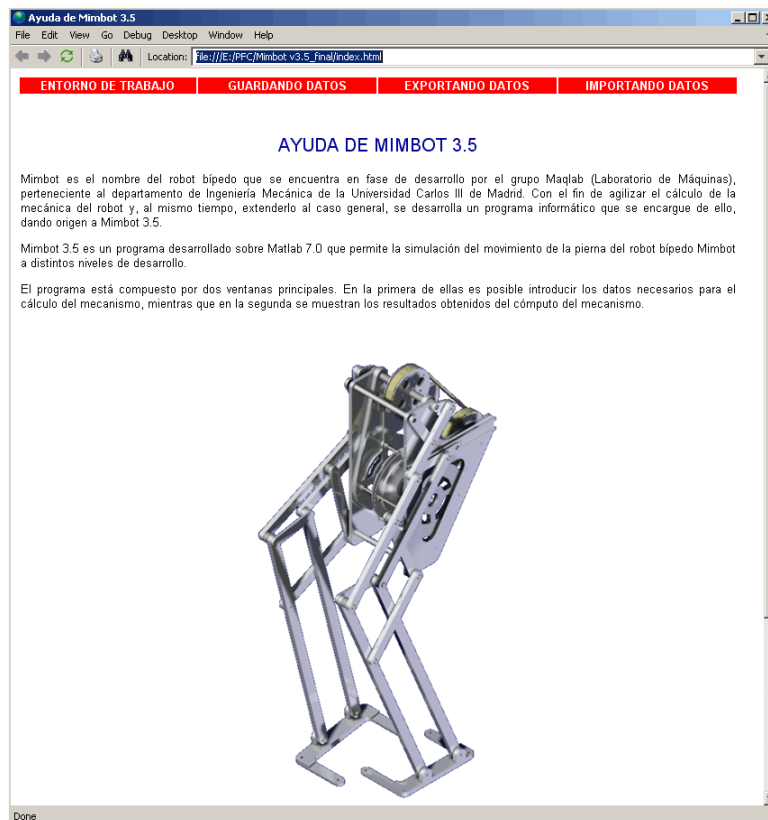 Ayuda de Mimbot 3.5
File Edit View Go Debug Desktop Window Help
Location: file:///E:/PFC/Mimbot v3.5_final/index.html
ENTORNO DE TRABAJO GUARDANDO DATOS EXPORTANDO DATOS IMPORTANDO DATOS
AYUDA DE MIMBOT 3.5
Mimbot es el nombre del robot bípedo que se encuentra en fase de desarrollo por el grupo Maqlab (Laboratorio de Máquinas),
perteneciente al departamento de Ingeniería Mecánica de la Universidad Carlos III de Madrid. Con el fin de agilizar el cálculo de la
mecánica del robot y, al mismo tiempo, extenderlo al caso general, se desarrolla un programa informático que se encargue de ello,
dando origen a Mimbot 3.5.
Mimbot 3.5 es un programa desarrollado sobre Matlab 7.0 que permite la simulación del movimiento de la pierna del robot bípedo Mimbot
a distintos niveles de desarrollo.
El programa está compuesto por dos ventanas principales. En la primera de ellas es posible introducir los datos necesarios para el
cálculo del mecanismo, mientras que en la segunda se muestran los resultados obtenidos del cómputo del mecanismo.
Done